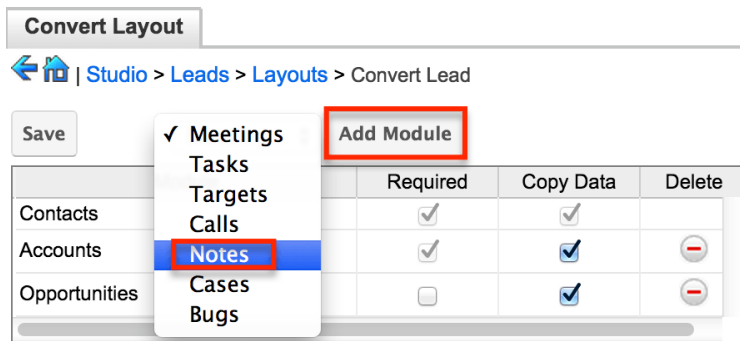 Convert Layout
| Studio > Leads > Layouts > Convert Lead
Save
✓ Meetings
Add Module
Tasks
Targets
Calls
Notes
Cases
Bugs
Required
Copy Data
Delete
Contacts
Accounts
Opportunities